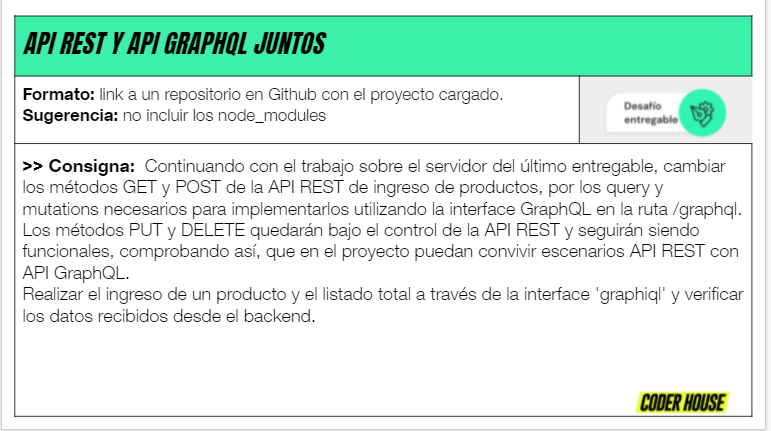 API REST Y API GRAPHQL JUNTOS
Formato: link a un repositorio en Github con el proyecto cargado.
Sugerencia: no incluir los node_modules
Desafío
entregable
>> Consigna: Continuando con el trabajo sobre el servidor del último entregable, cambiar
los métodos GET y POST de la API REST de ingreso de productos, por los query y
mutations necesarios para implementarlos utilizando la interface GraphQL en la ruta /graphql.
Los métodos PUT y DELETE quedarán bajo el control de la API REST y seguirán siendo
funcionales, comprobando así, que en el proyecto puedan convivir escenarios API REST con
API GraphQL.
Realizar el ingreso de un producto y el listado total a través de la interface 'graphiql' y verificar
los datos recibidos desde el backend.
CODER HOUSE